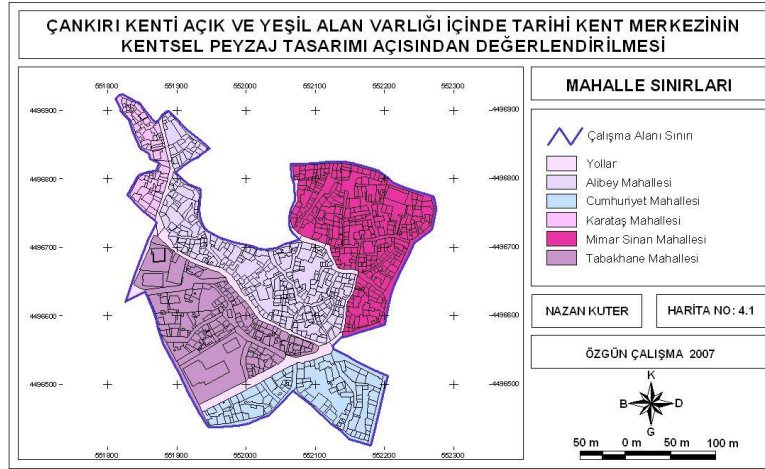 ÇANKIRI KENTİ AÇIK VE YEŞİL ALAN VARLIĞI İÇİNDE TARİHİ KENT MERKEZİNİN
KENTSEL PEYZAJ TASARIMI AÇISINDAN DEĞERLENDİRİLMESİ
551800 551900 552000 552100 552200 552300
4496900 4496900
4496800 4496800
4496700 4496700
4496600 4496600
4496500 4496500
551800 551900 552000 552100 552200 552300
MAHALLE SINIRLARI
Çalışma Alanı Sınırı
Yollar
Alibey Mahallesi
Cumhuriyet Mahallesi
Karataş Mahallesi
Mimar Sinan Mahallesi
Tabakhane Mahallesi
NAZAN KUTER
HARİTA NO: 4.1
ÖZGÜN ÇALIŞMA 2007
K
B D
G
50 m 0 m 50 m 100 m